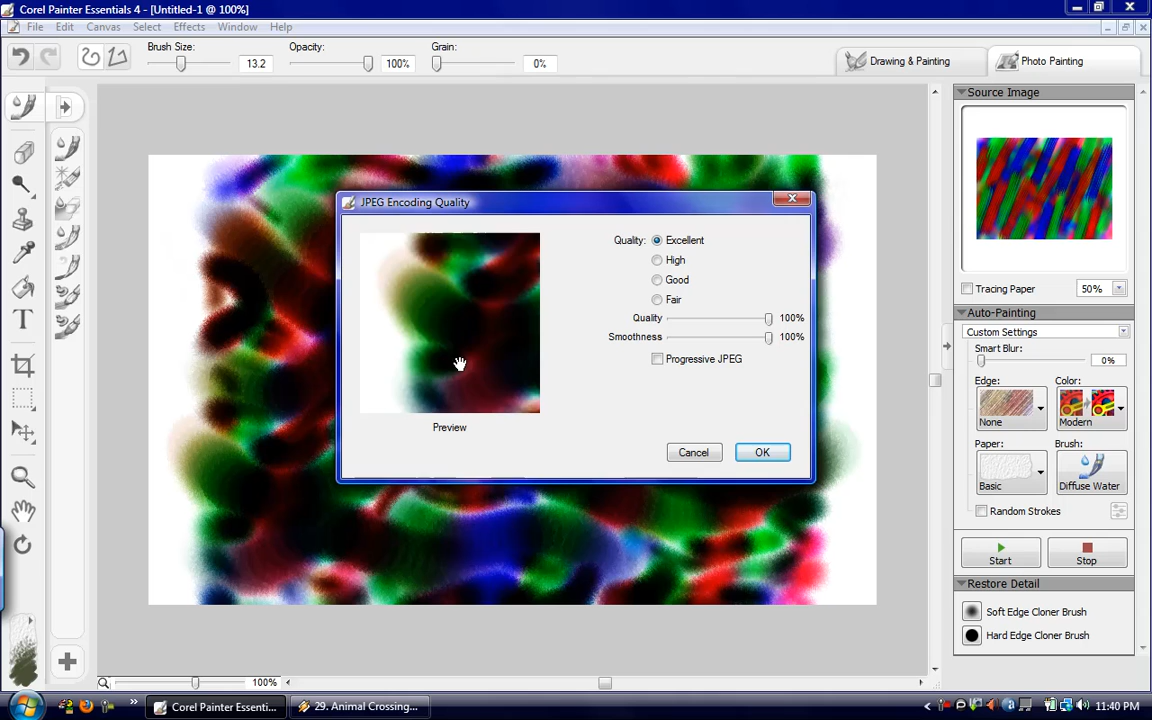 Corel Painter Essentials 4 - [Untitled-1 @ 100%]
File Edit Canvas Select Effects Window Help
Brush Size: 13.2 Opacity: 100% Grain: 0%
Drawing & Painting Photo Painting
Source Image
Tracing Paper 50%
Auto-Painting
Custom Settings
Smart Blur: 0%
Edge: None
Color: Modern
Paper: Basic
Brush: Diffuse Water
Random Strokes
Start Stop
Restore Detail
Soft Edge Cloner Brush
Hard Edge Cloner Brush
JPEG Encoding Quality
Quality: Excellent
High
Good
Fair
Quality 100%
Smoothness 100%
Progressive JPEG
Preview
Cancel OK
T
100%
Corel Painter Essenti...
29. Animal Crossing...
11:40 PM